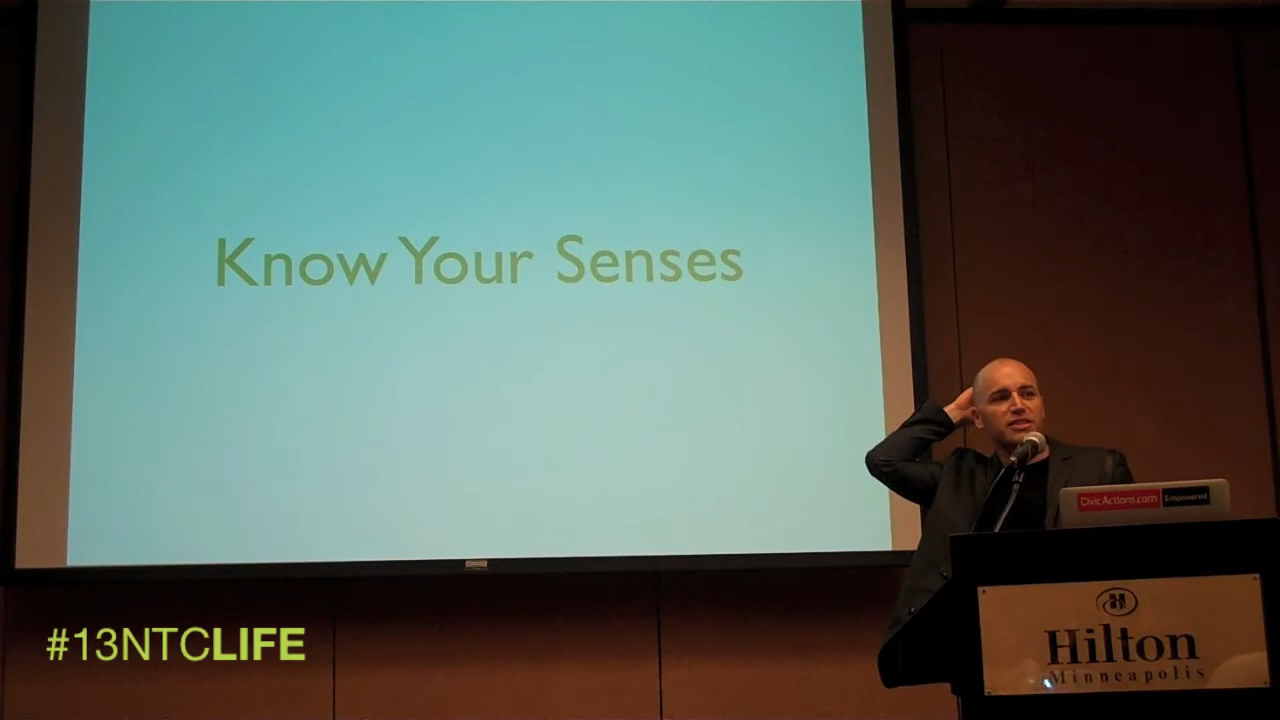 Know Your Senses
CivicActions.com Empowered
Hilton
Minneapolis
#13NTCLIFE